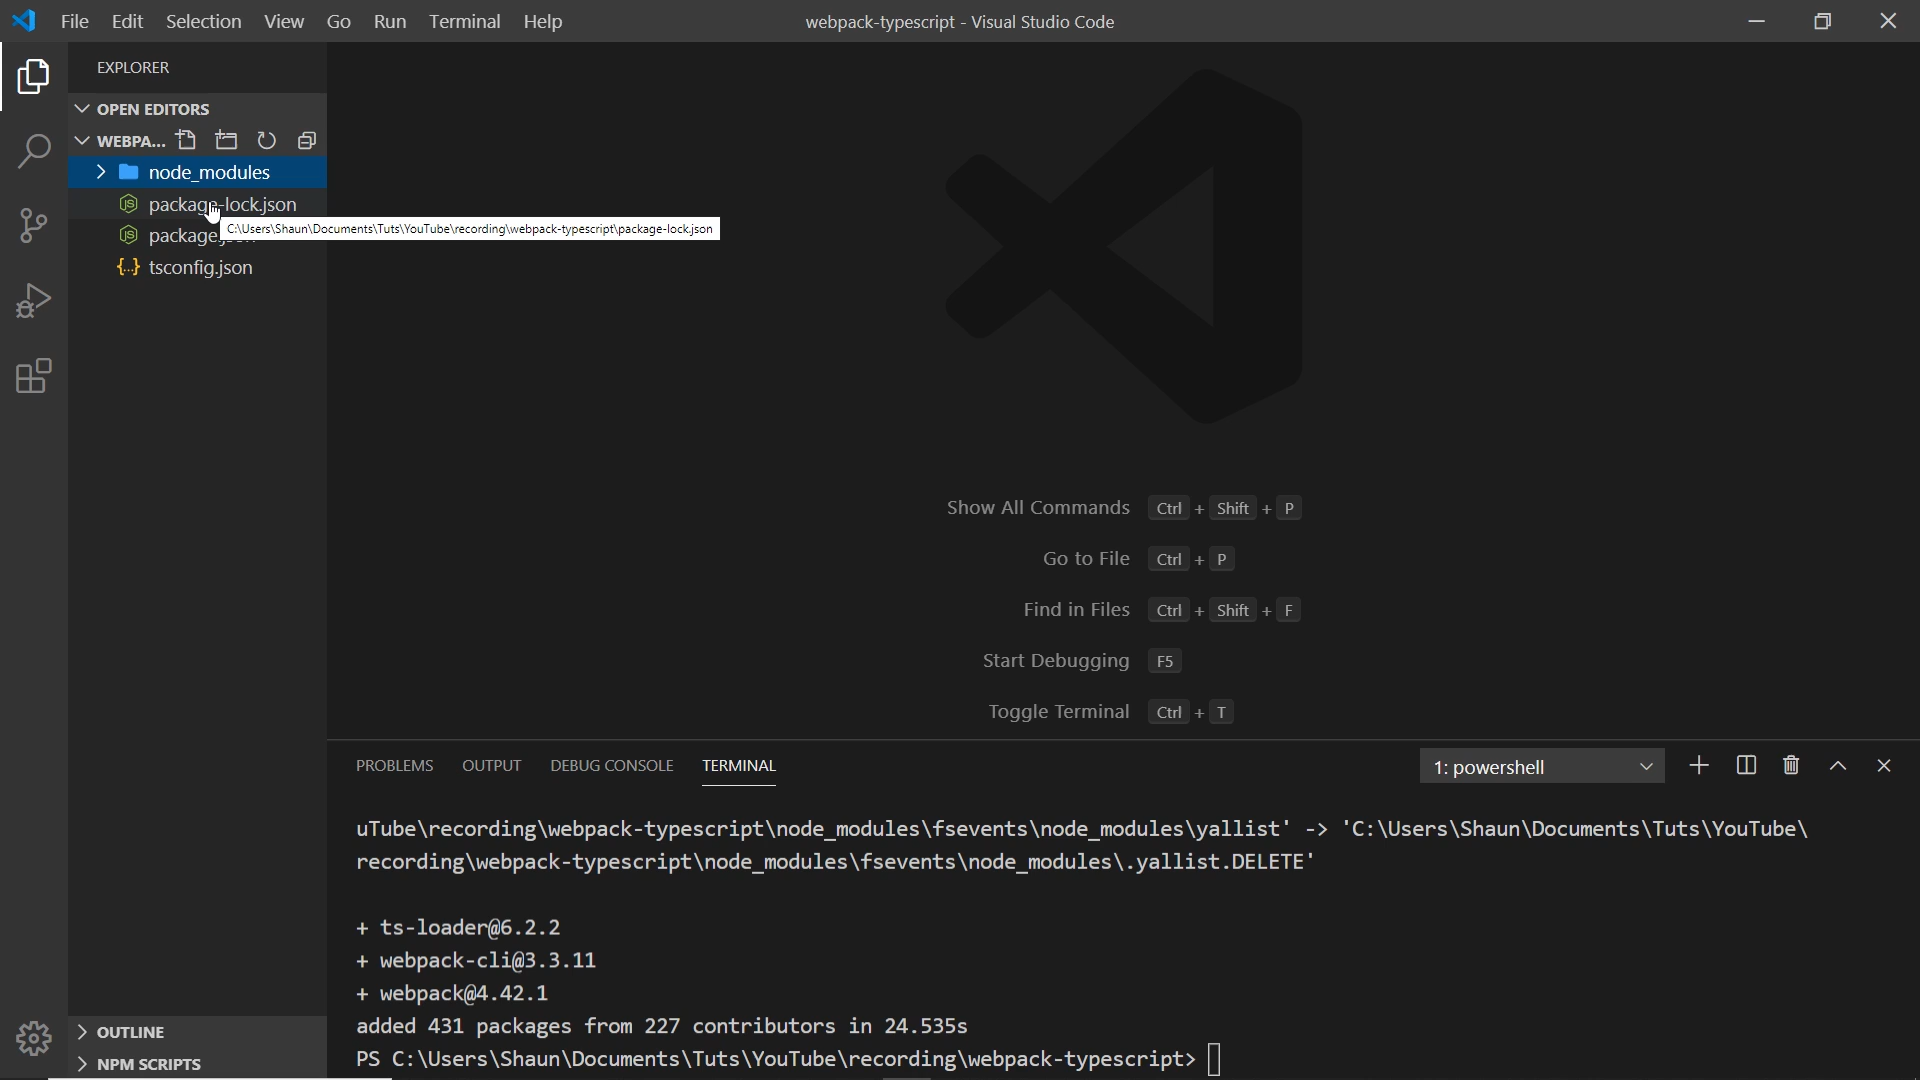 File Edit Selection View Go Run Terminal Help
webpack-typescript - Visual Studio Code
EXPLORER
OPEN EDITORS
WEBPA...
node_modules
package-lock.json
C:\Users\Shaun\Documents\Tuts\YouTube\recording\webpack-typescript\package-lock.json
package
tsconfig.json
Show All Commands Ctrl + Shift + P
Go to File Ctrl + P
Find in Files Ctrl + Shift + F
Start Debugging F5
Toggle Terminal Ctrl + T
PROBLEMS OUTPUT DEBUG CONSOLE TERMINAL
1: powershell
uTube\recording\webpack-typescript\node_modules\fsevents\node_modules\yallist' -> 'C:\Users\Shaun\Documents\Tuts\YouTube\
recording\webpack-typescript\node_modules\fsevents\node_modules\.yallist.DELETE'
+ ts-loader@6.2.2
+ webpack-cli@3.3.11
+ webpack@4.42.1
added 431 packages from 227 contributors in 24.535s
PS C:\Users\Shaun\Documents\Tuts\YouTube\recording\webpack-typescript>
OUTLINE
NPM SCRIPTS